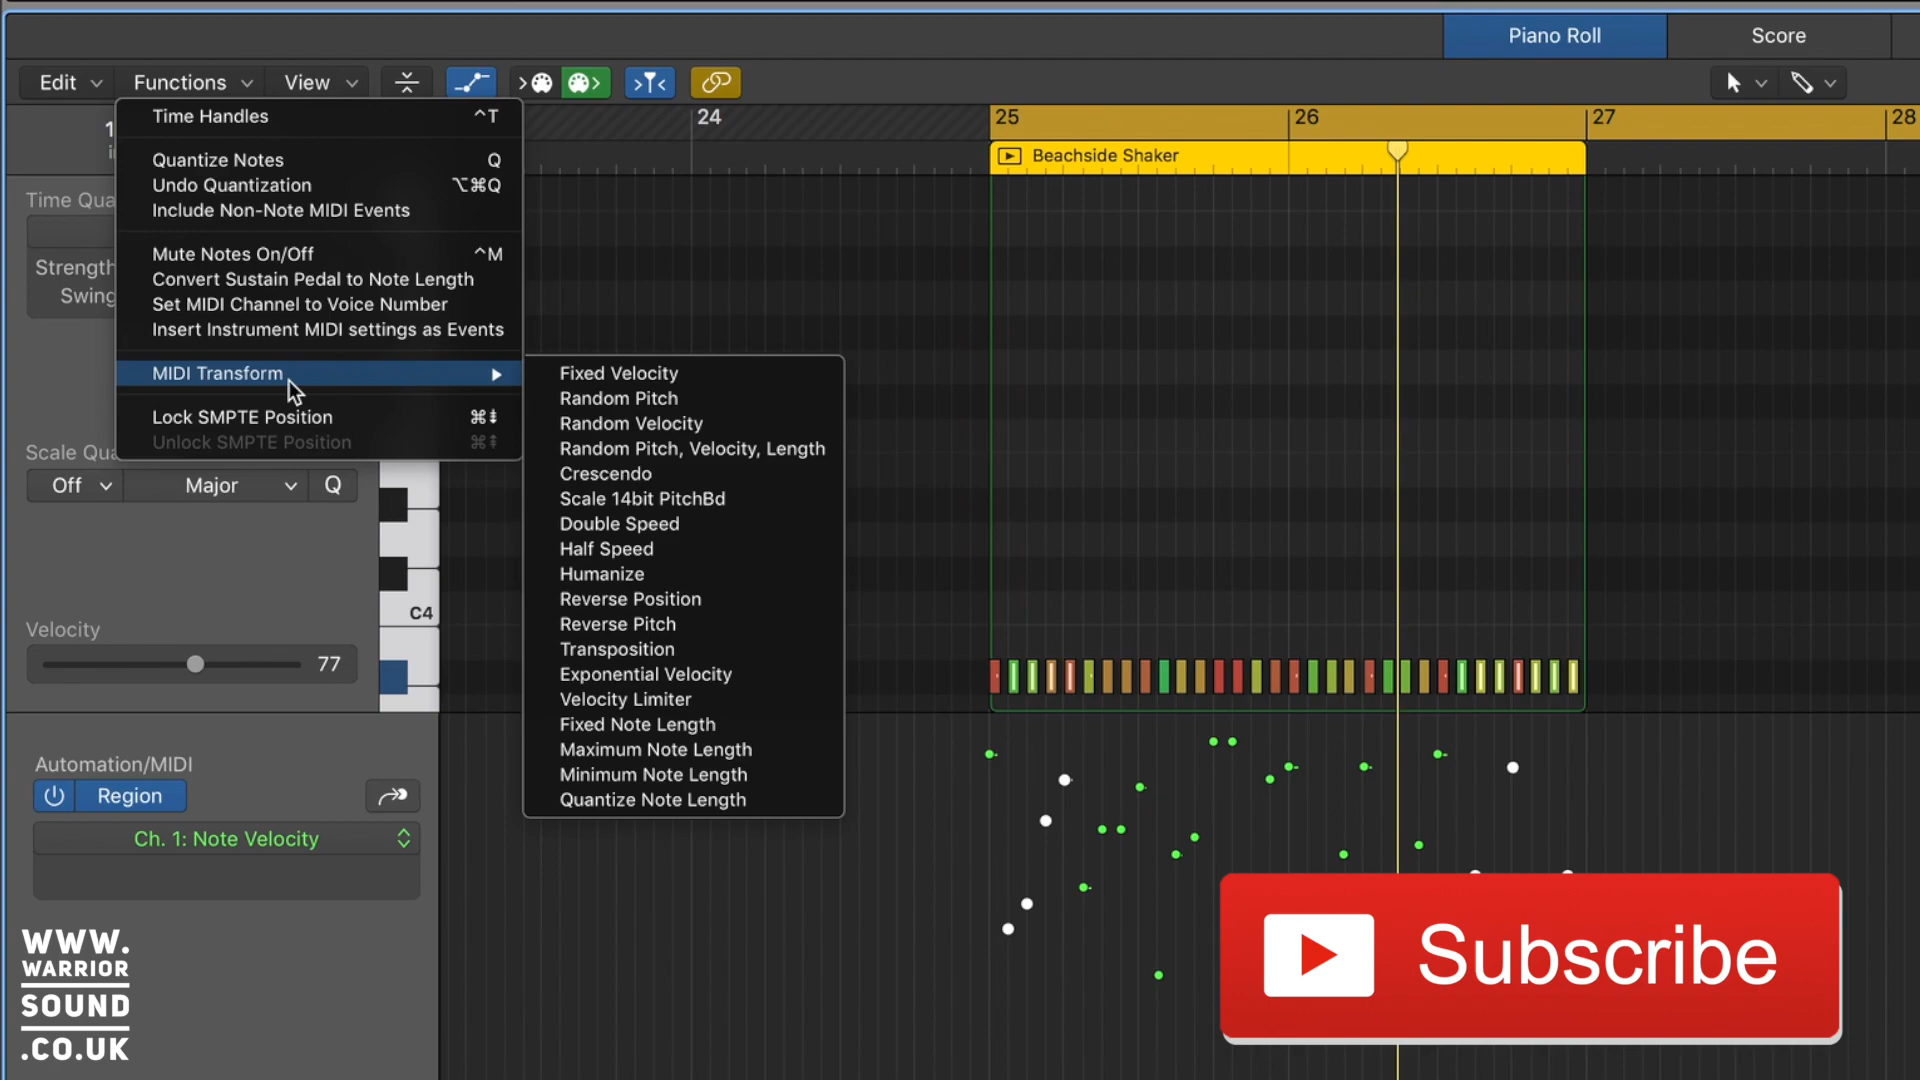 Piano Roll
Score
Edit
Functions
View
24
25
26
27
28
Beachside Shaker
Time Handles ^T
Quantize Notes Q
Undo Quantization ⌥⌘Q
Include Non-Note MIDI Events
Mute Notes On/Off ^M
Convert Sustain Pedal to Note Length
Set MIDI Channel to Voice Number
Insert Instrument MIDI settings as Events
MIDI Transform
Lock SMPTE Position ⌘⇞
Unlock SMPTE Position ⌘⇞
Fixed Velocity
Random Pitch
Random Velocity
Random Pitch, Velocity, Length
Crescendo
Scale 14bit PitchBd
Double Speed
Half Speed
Humanize
Reverse Position
Reverse Pitch
Transposition
Exponential Velocity
Velocity Limiter
Fixed Note Length
Maximum Note Length
Minimum Note Length
Quantize Note Length
Time Qua
Strength
Swing
Scale Qua
Off
Major
Q
C4
Velocity
77
Automation/MIDI
Region
Ch. 1: Note Velocity
WWW.
WARRIOR
SOUND
.CO.UK
Subscribe